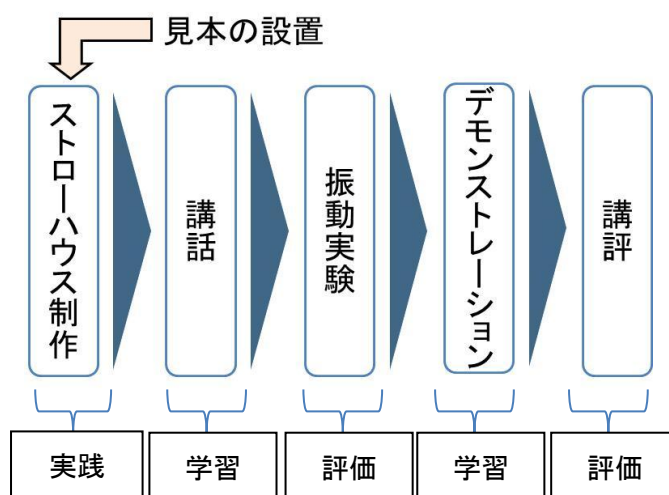 見本の設置
ストローハウス制作
講話
振動実験
デモンストレーション
講評
実践
学習
評価
学習
評価